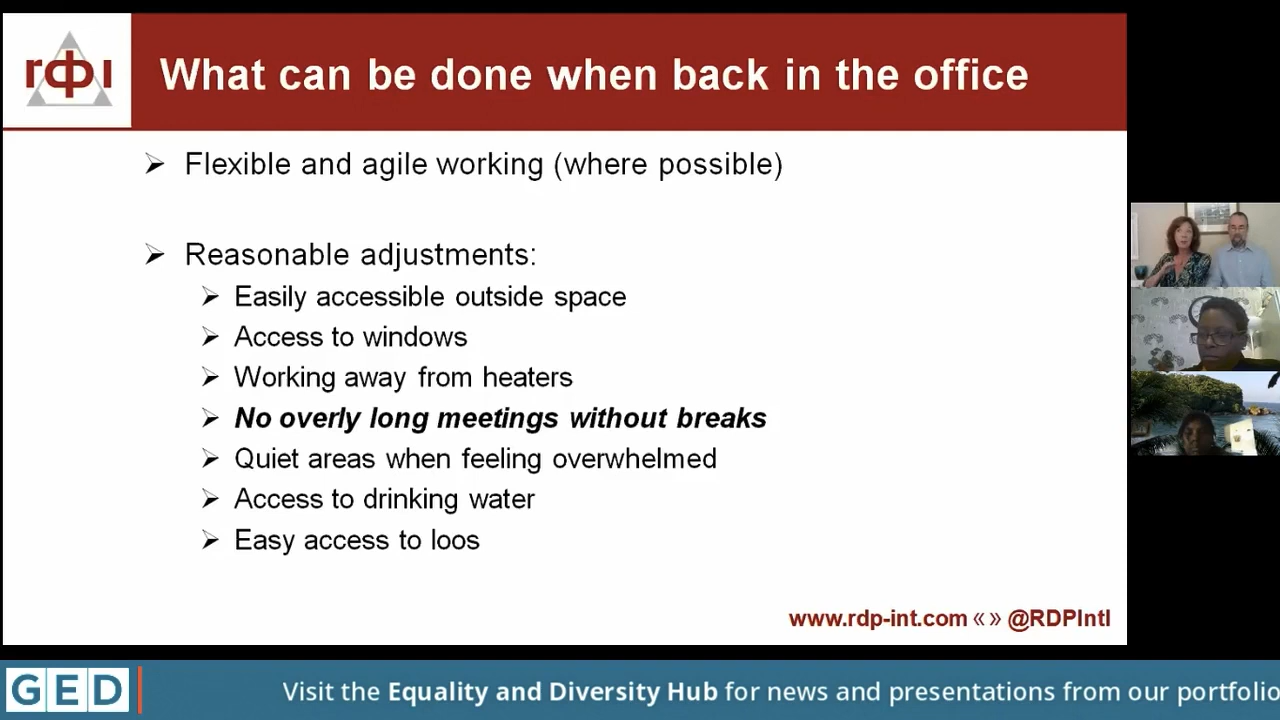 rφι
What can be done when back in the office
Flexible and agile working (where possible)
Reasonable adjustments:
Easily accessible outside space
Access to windows
Working away from heaters
No overly long meetings without breaks
Quiet areas when feeling overwhelmed
Access to drinking water
Easy access to loos
www.rdp-int.com «» @RDPIntl
GED
Visit the Equality and Diversity Hub for news and presentations from our portfolio